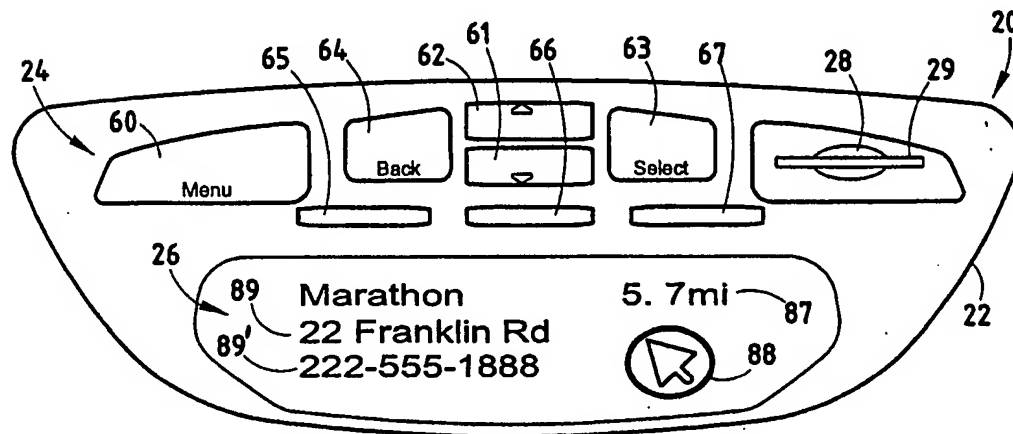 61
62 66 20
64 63 67 28
65 29
24
60
Back Select
Menu
26
89 Marathon 5. 7mi 87 22
22 Franklin Rd
89' 222-555-1888 88